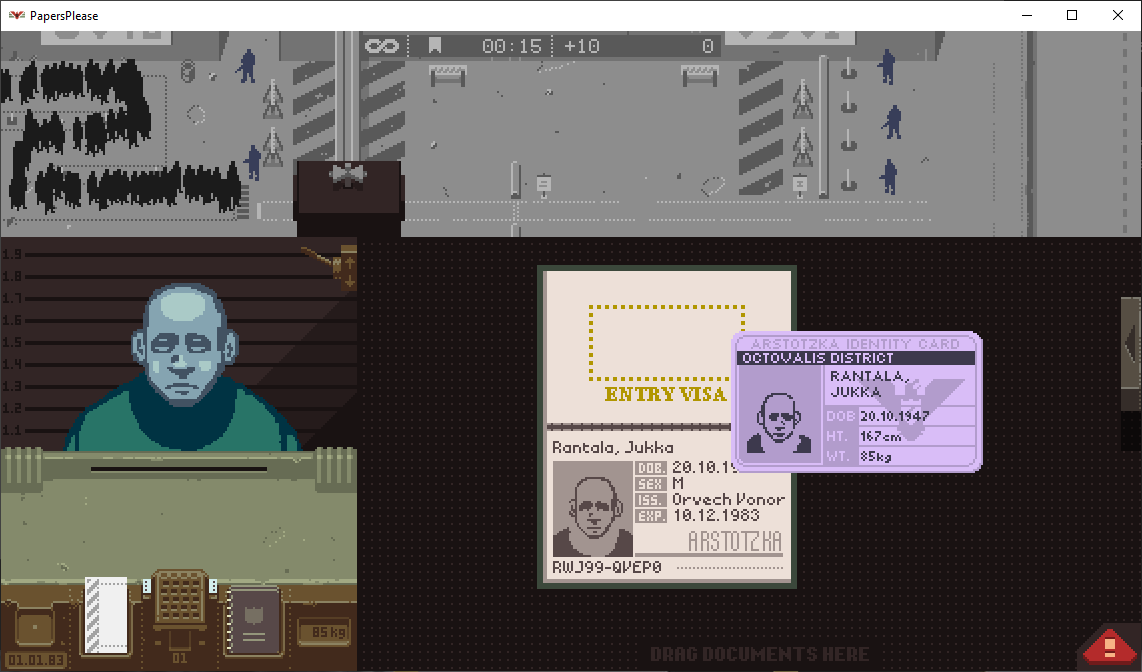 PapersPlease
00:15 +10 0
1.9
1.8
1.7
1.6
1.5
1.4
1.3
1.2
1.1
ENTRY VISA
Rantala, Jukka
DOB. 20.10.19
SEX M
ISS. Orvech Vonor
EXP. 10.12.1983
ARSTOTZKA
RWJ99-QVEP0
ARSTOTZKA IDENTITY CARD
OCTOVALIS DISTRICT
RANTALA,
JUKKA
DOB 20.10.1947
HT. 167cm
WT. 85kg
01.01.83
01
85kg
DRAG DOCUMENTS HERE